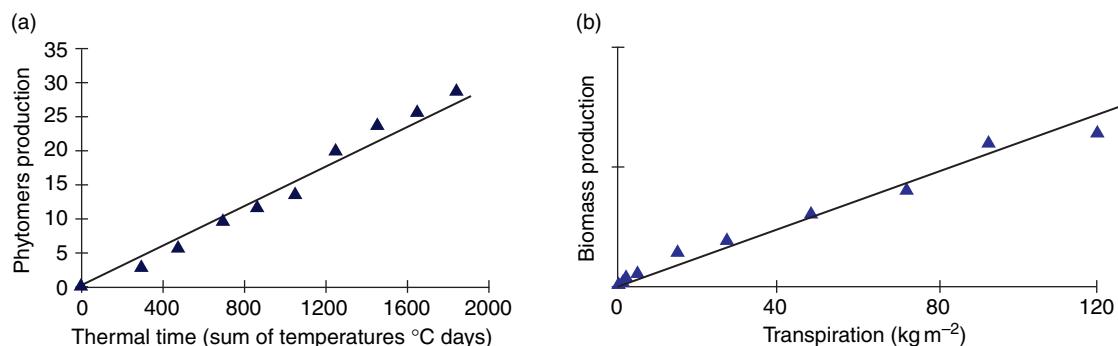 (a)
35
30
25
20
15
10
5
0
Phytomers production
0 400 800 1200 1600 2000
Thermal time (sum of temperatures °C days)
(b)
Biomass production
0 40 80 120
Transpiration (kg m–2)